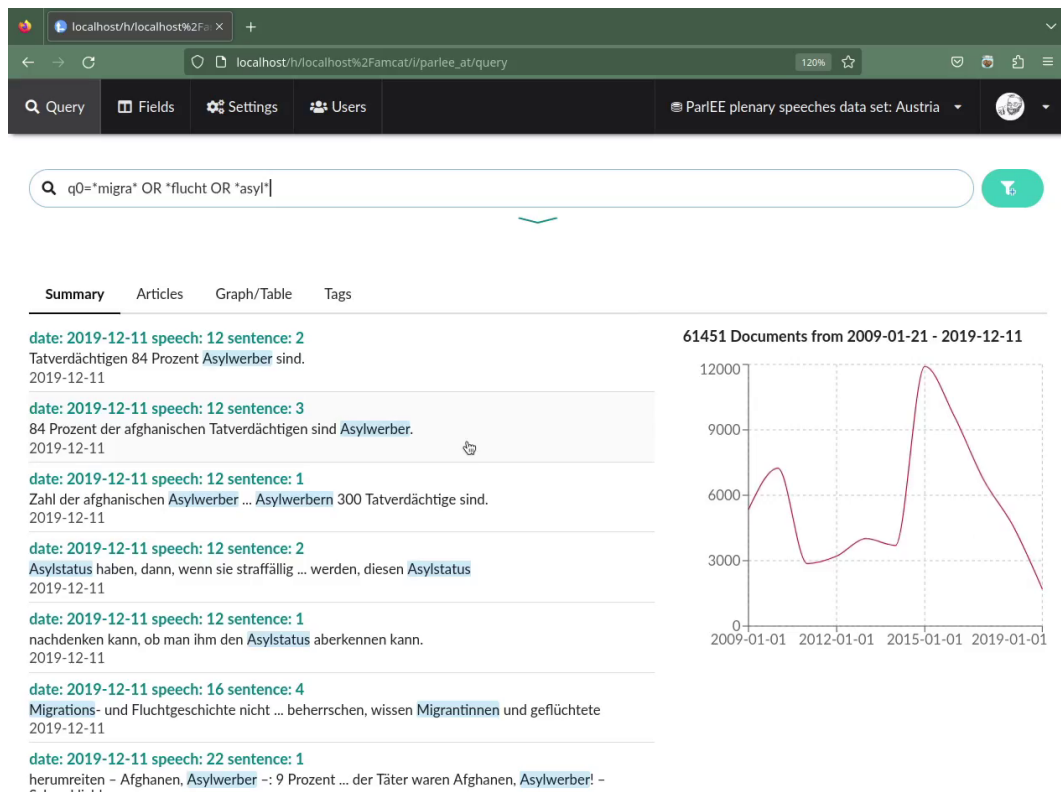 localhost/h/localhost%2Fa
localhost/h/localhost%2Famcat/i/parlee_at/query
120%
Query
Fields
Settings
Users
ParlEE plenary speeches data set: Austria
q0=*migra* OR *flucht OR *asyl*
Summary
Articles
Graph/Table
Tags
date: 2019-12-11 speech: 12 sentence: 2
Tatverdächtigen 84 Prozent Asylwerber sind.
2019-12-11
date: 2019-12-11 speech: 12 sentence: 3
84 Prozent der afghanischen Tatverdächtigen sind Asylwerber.
2019-12-11
date: 2019-12-11 speech: 12 sentence: 1
Zahl der afghanischen Asylwerber ... Asylwerbern 300 Tatverdächtige sind.
2019-12-11
date: 2019-12-11 speech: 12 sentence: 2
Asylstatus haben, dann, wenn sie straffällig ... werden, diesen Asylstatus
2019-12-11
date: 2019-12-11 speech: 12 sentence: 1
nachdenken kann, ob man ihm den Asylstatus aberkennen kann.
2019-12-11
date: 2019-12-11 speech: 16 sentence: 4
Migrations- und Fluchtgeschichte nicht ... beherrschen, wissen Migrantinnen und geflüchtete
2019-12-11
date: 2019-12-11 speech: 22 sentence: 1
herumreiten – Afghanen, Asylwerber –: 9 Prozent ... der Täter waren Afghanen, Asylwerber! –
61451 Documents from 2009-01-21 - 2019-12-11
12000
9000
6000
3000
0
2009-01-01 2012-01-01 2015-01-01 2019-01-01